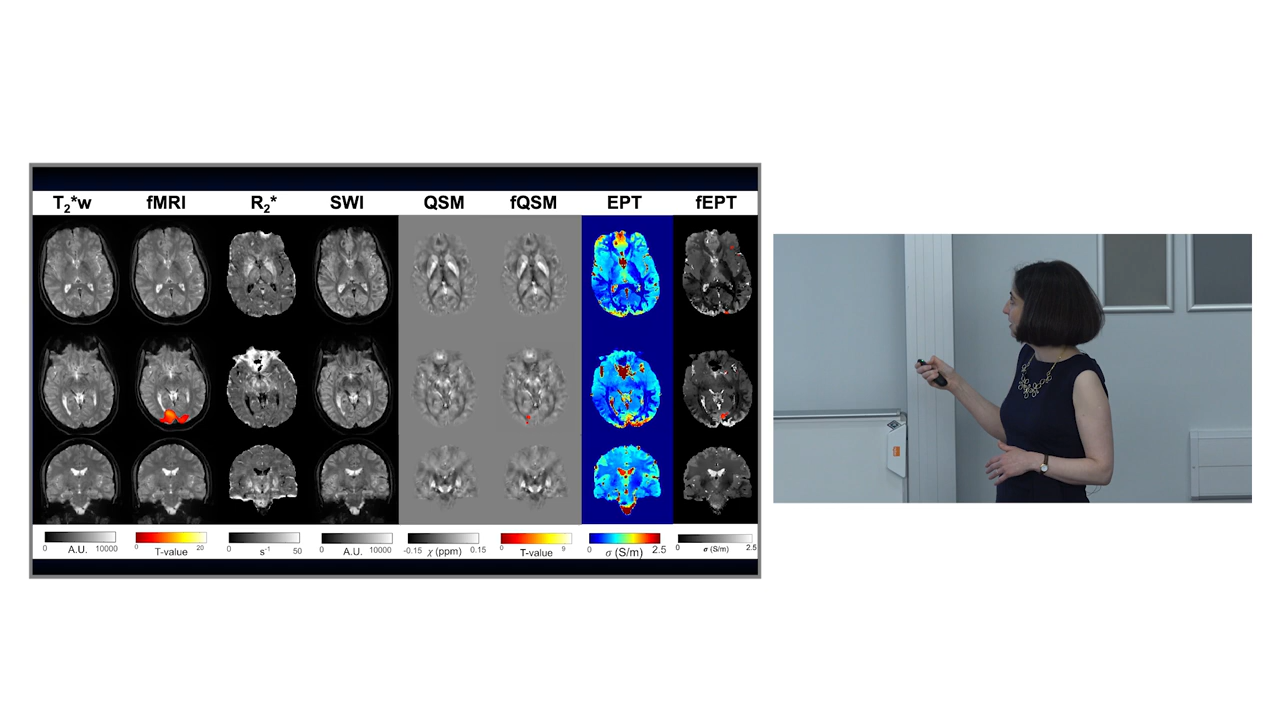 T₂*w fMRI R₂* SWI QSM fQSM EPT fEPT
0 A.U. 10000
0 T-value 20
0 s⁻¹ 50
0 A.U. 10000
-0.15 χ (ppm) 0.15
0 T-value 9
0 σ (S/m) 2.5
0 σ (S/m) 2.5